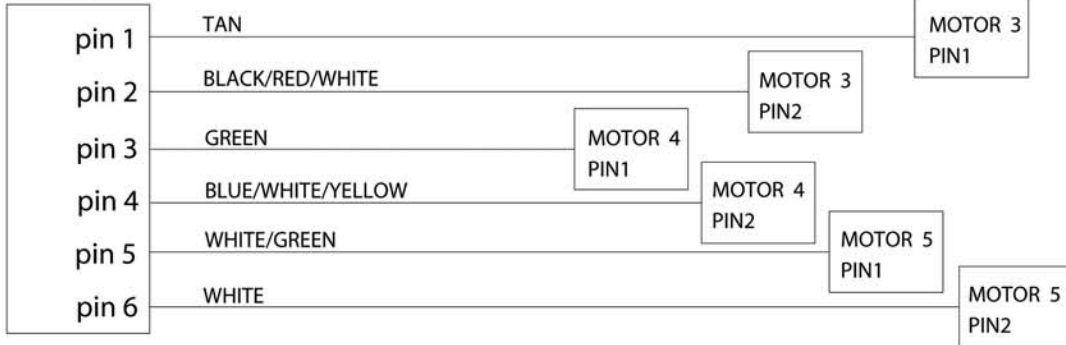 pin 1
TAN
MOTOR 3
PIN1
pin 2
BLACK/RED/WHITE
MOTOR 3
PIN2
pin 3
GREEN
MOTOR 4
PIN1
pin 4
BLUE/WHITE/YELLOW
MOTOR 4
PIN2
pin 5
WHITE/GREEN
MOTOR 5
PIN1
pin 6
WHITE
MOTOR 5
PIN2